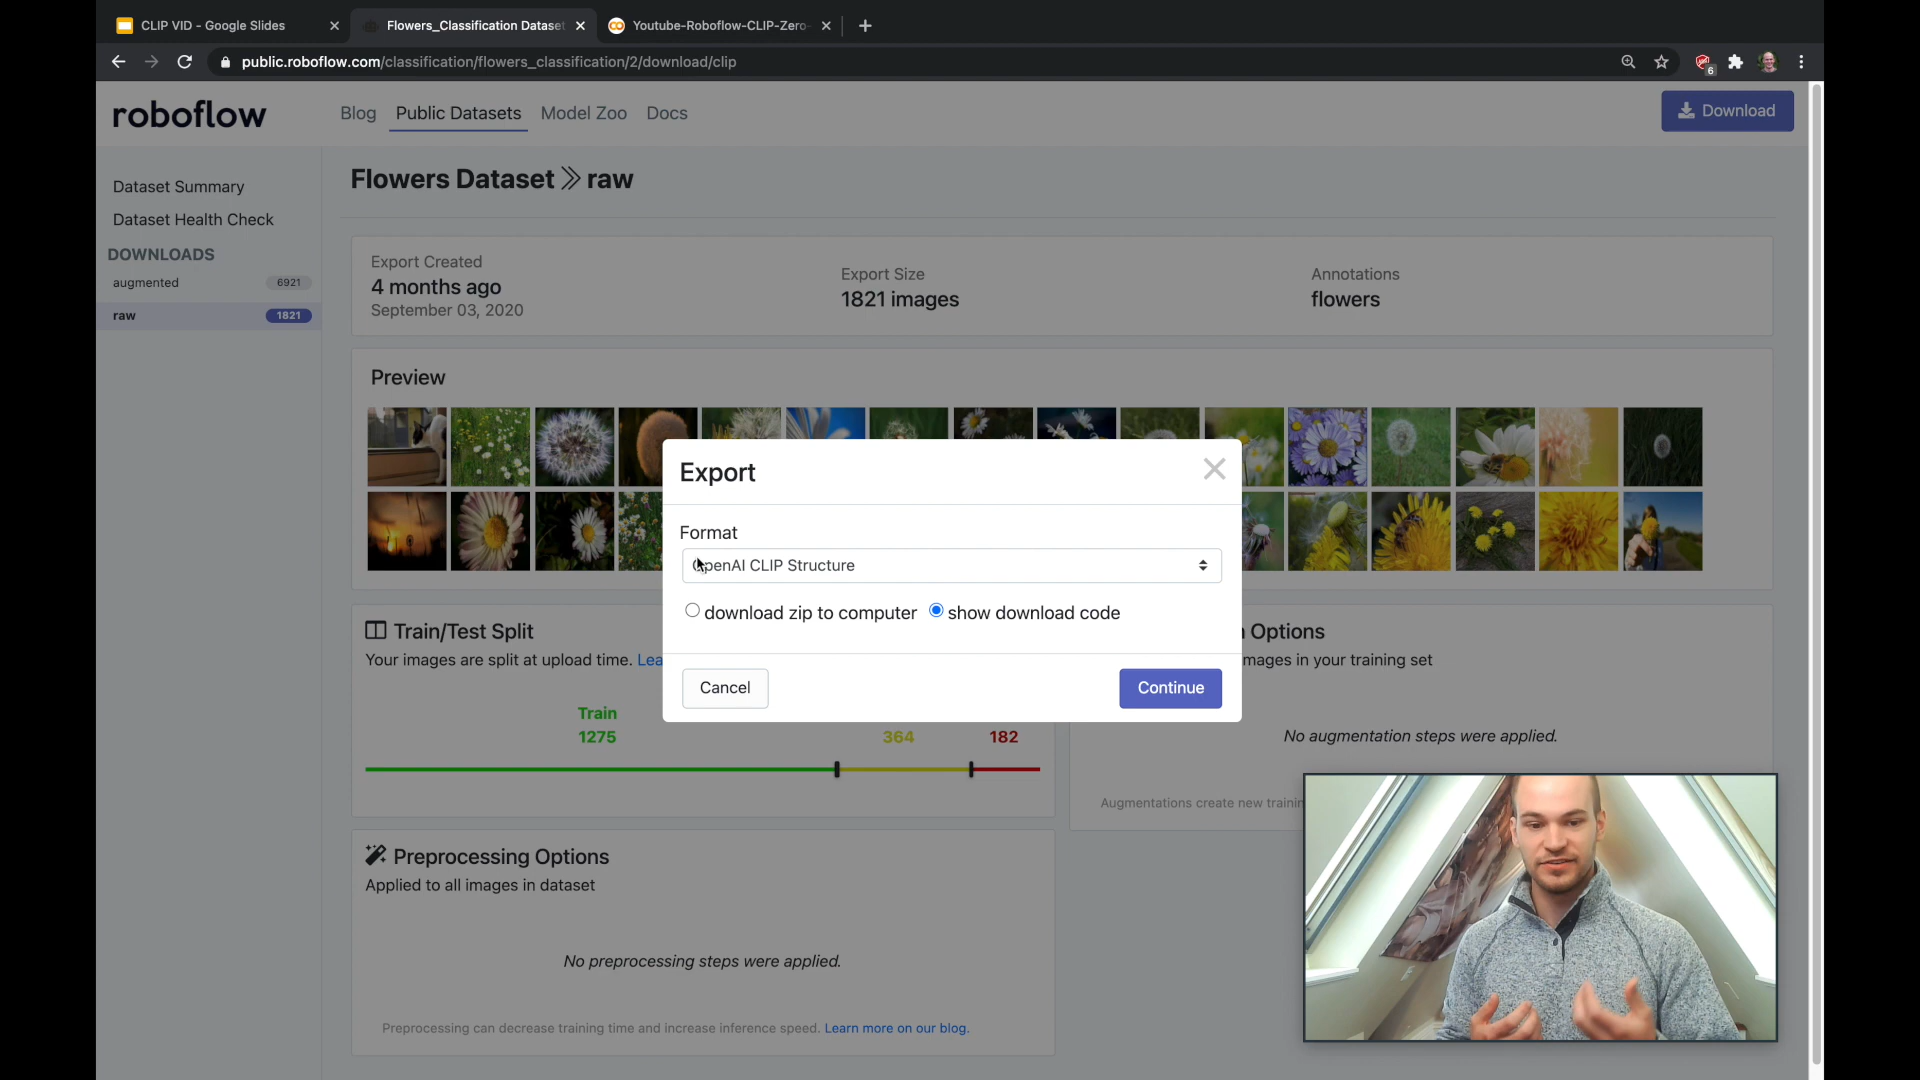 CLIP VID - Google Slides
Flowers_Classification Dataset
Youtube-Roboflow-CLIP-Zero-
public.roboflow.com/classification/flowers_classification/2/download/clip
6
roboflow
Blog
Public Datasets
Model Zoo
Docs
Download
Dataset Summary
Dataset Health Check
DOWNLOADS
augmented 6921
raw 1821
Flowers Dataset >> raw
Export Created
4 months ago
September 03, 2020
Export Size
1821 images
Annotations
flowers
Preview
Export
Format
OpenAI CLIP Structure
download zip to computer
show download code
Cancel
Continue
Train/Test Split
Your images are split at upload time.
Train
1275
364
182
Options
mages in your training set
No augmentation steps were applied.
Augmentations create new
Preprocessing Options
Applied to all images in dataset
No preprocessing steps were applied.
Preprocessing can decrease training time and increase inference speed. Learn more on our blog.